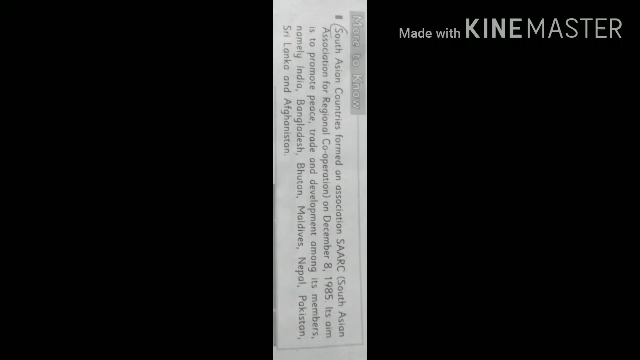 Made with KINEMASTER
More to Know
South Asian Countries formed an association SAARC (South Asian
Association for Regional Co-operation) on December 8, 1985. Its aim
is to promote peace, trade and development among its members,
namely India, Bangladesh, Bhutan, Maldives, Nepal, Pakistan,
Sri Lanka and Afghanistan.